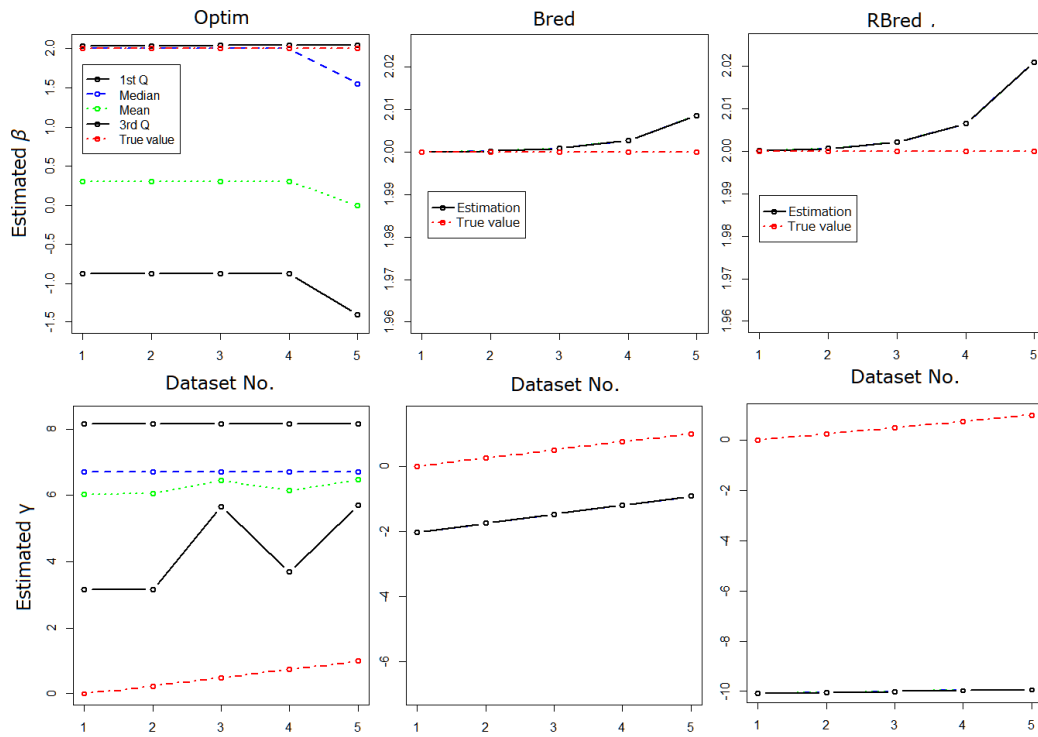 Optim
Bred
RBred .
Estimated β
2.0
1.5
1.0
0.5
0.0
-0.5
-1.0
-1.5
1st Q
Median
Mean
3rd Q
True value
1 2 3 4 5
Dataset No.
2.02
2.01
2.00
1.99
1.98
1.97
1.96
Estimation
True value
1 2 3 4 5
Dataset No.
2.02
2.01
2.00
1.99
1.98
1.97
1.96
Estimation
True value
1 2 3 4 5
Dataset No.
Estimated γ
8
6
4
2
0
1 2 3 4 5
0
-2
-4
-6
1 2 3 4 5
0
-2
-4
-6
-8
-10
1 2 3 4 5